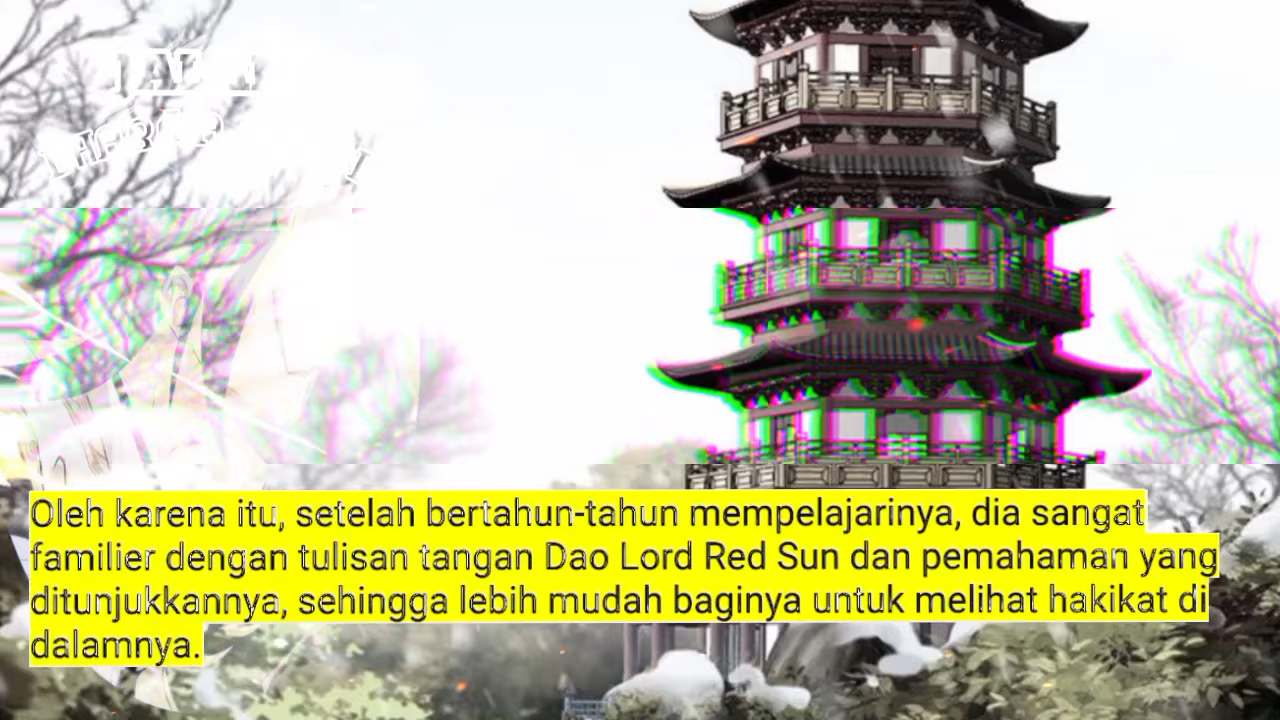 Oleh karena itu, setelah bertahun-tahun mempelajarinya, dia sangat
familier dengan tulisan tangan Dao Lord Red Sun dan pemahaman yang
ditunjukkannya, sehingga lebih mudah baginya untuk melihat hakikat di
dalamnya.